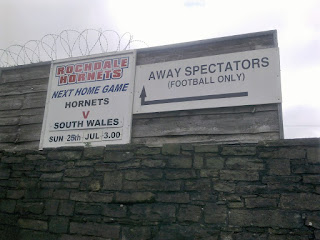 ROCHDALE
HORNETS
NEXT HOME GAME
HORNETS
V
SOUTH WALES
SUN 28th JUL 3.00
AWAY SPECTATORS
(FOOTBALL ONLY)